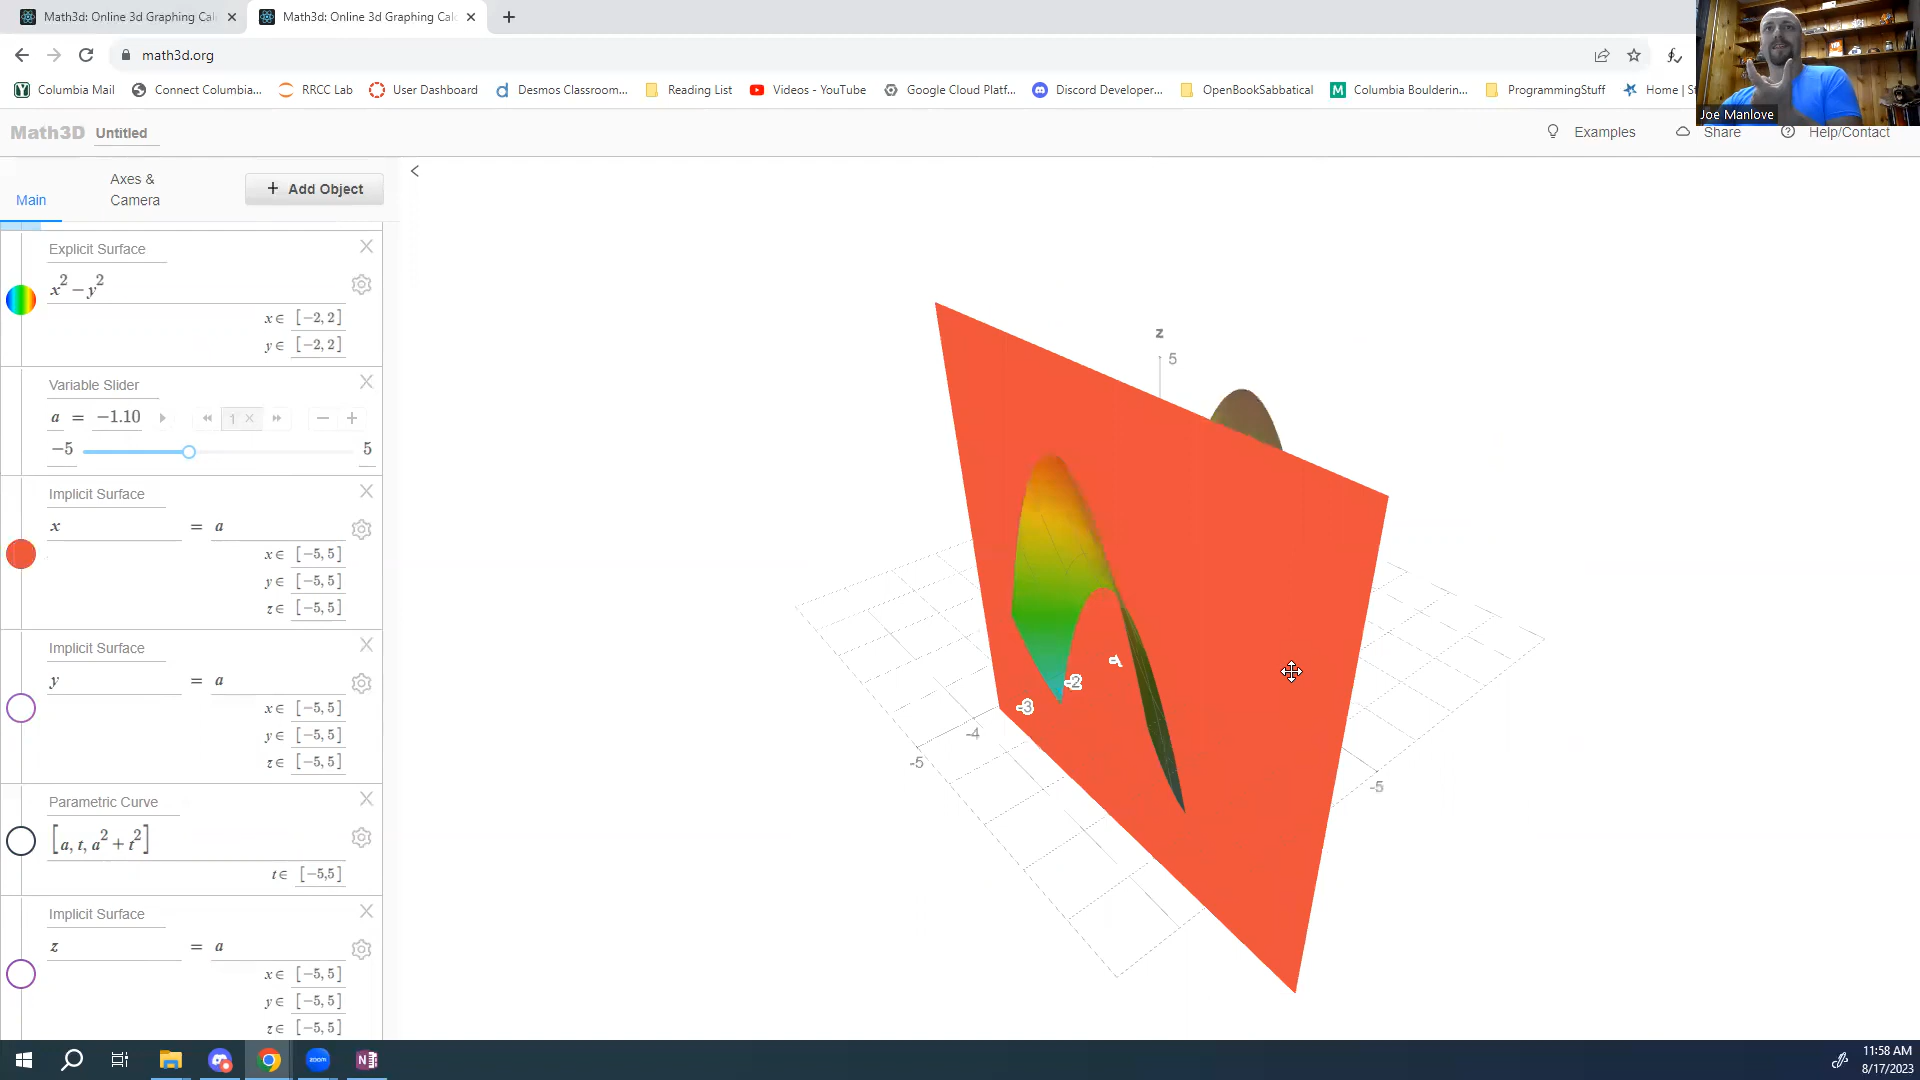 Math3d: Online 3d Graphing Cal
Math3d: Online 3d Graphing Calc
math3d.org
Columbia Mail
Connect Columbia...
RRCC Lab
User Dashboard
Desmos Classroom...
Reading List
Videos - YouTube
Google Cloud Platf...
Discord Developer...
OpenBookSabbatical
Columbia Boulderin...
ProgrammingStuff
Home | St
Joe Manlove
Math3D
Untitled
Examples
Share
Help/Contact
Main
Axes &
Camera
+ Add Object
Explicit Surface
x² − y²
x ∈ [−2, 2]
y ∈ [−2, 2]
Variable Slider
a = −1.10
1 ×
−5
5
Implicit Surface
x = a
x ∈ [−5, 5]
y ∈ [−5, 5]
z ∈ [−5, 5]
Implicit Surface
y = a
x ∈ [−5, 5]
y ∈ [−5, 5]
z ∈ [−5, 5]
Parametric Curve
[a, t, a² + t²]
t ∈ [−5,5]
Implicit Surface
z = a
x ∈ [−5, 5]
y ∈ [−5, 5]
z ∈ [−5, 5]
z
5
-2
-3
-4
-5
-5
zoom
N
11:58 AM
8/17/2023